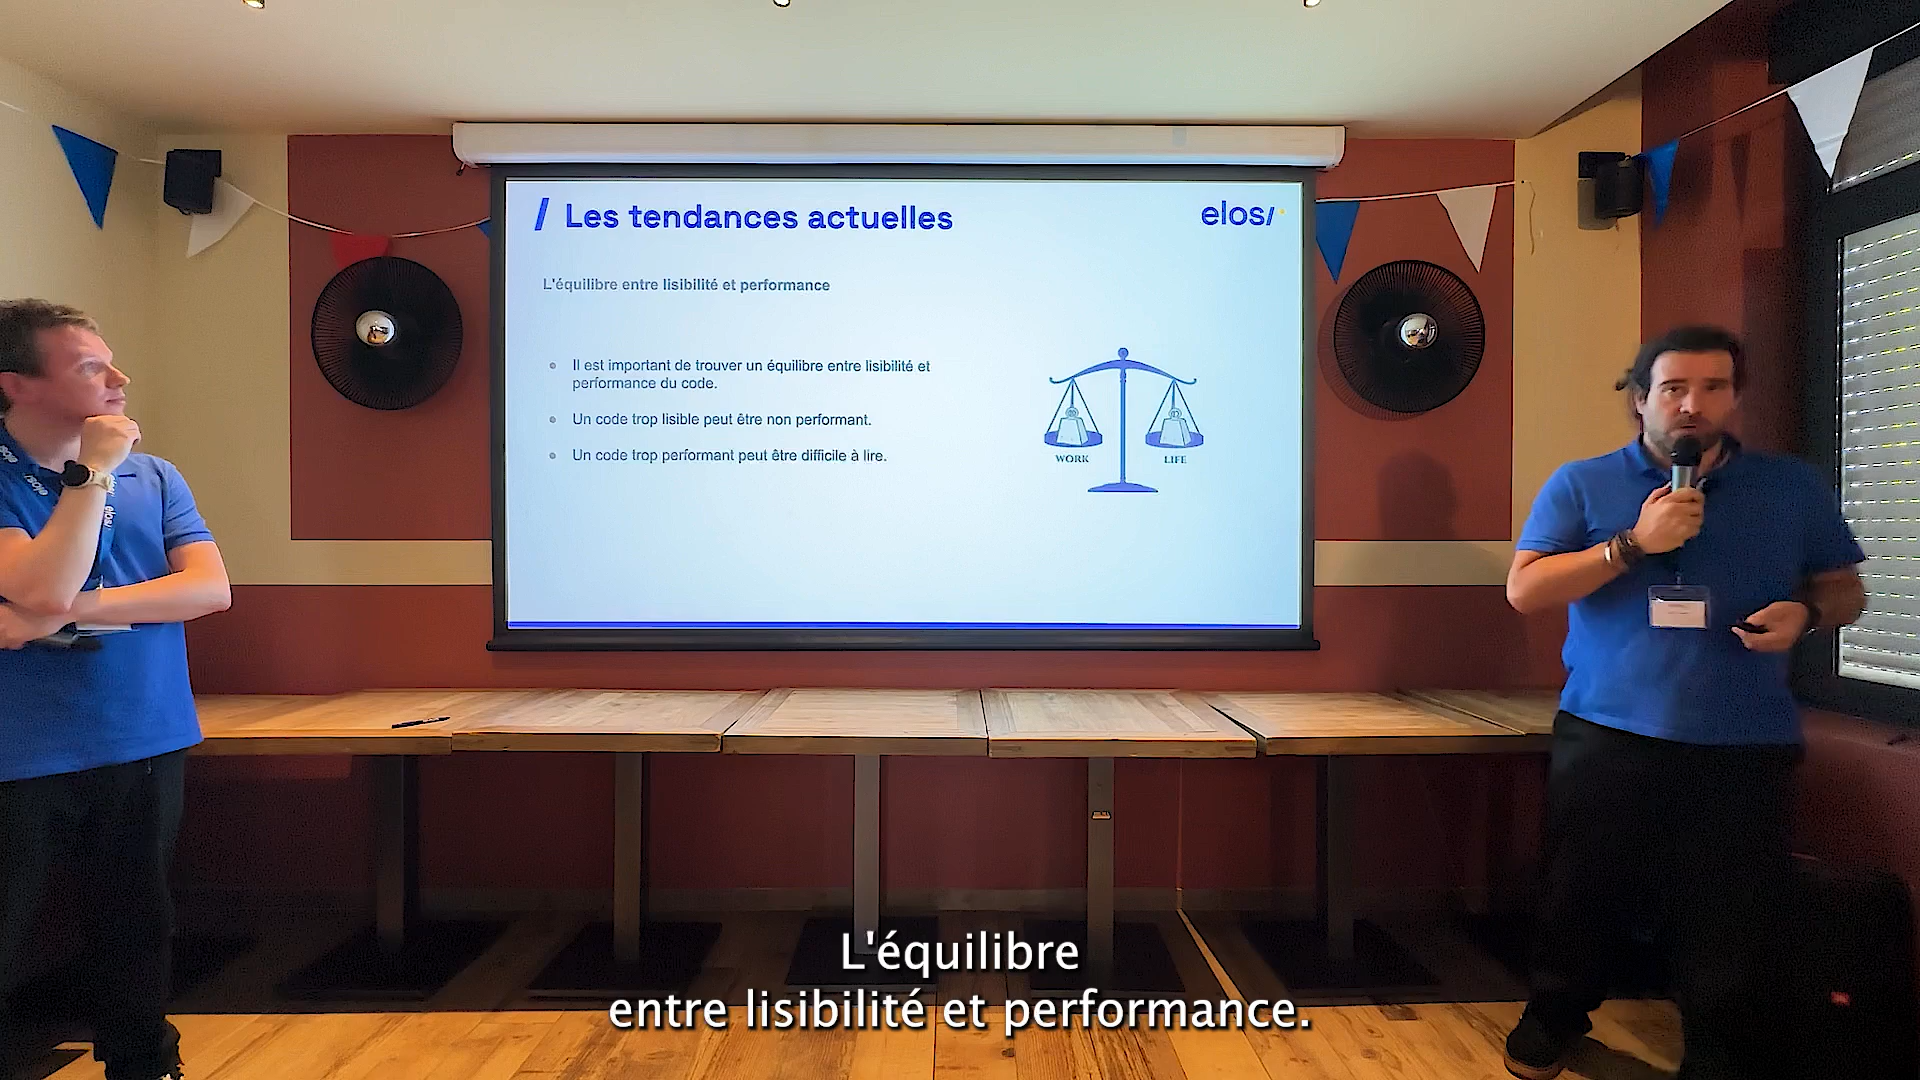 / Les tendances actuelles
elosi
L'équilibre entre lisibilité et performance
Il est important de trouver un équilibre entre lisibilité et
performance du code.
Un code trop lisible peut être non performant.
Un code trop performant peut être difficile à lire.
WORK
LIFE
elosi
L'équilibre
entre lisibilité et performance.